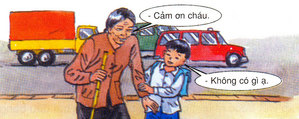 - Cảm ơn cháu.
- Không có gì ạ.